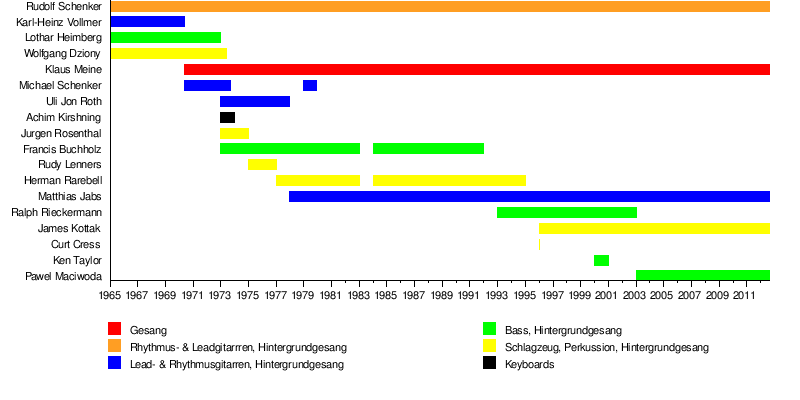 Rudolf Schenker
Karl-Heinz Vollmer
Lothar Heimberg
Wolfgang Dziony
Klaus Meine
Michael Schenker
Uli Jon Roth
Achim Kirshning
Jurgen Rosenthal
Francis Buchholz
Rudy Lenners
Herman Rarebell
Matthias Jabs
Ralph Rieckermann
James Kottak
Curt Cress
Ken Taylor
Pawel Maciwoda
1965 1967 1969 1971 1973 1975 1977 1979 1981 1983 1985 1987 1989 1991 1993 1995 1997 1999 2001 2003 2005 2007 2009 2011
Gesang
Rhythmus- & Leadgitarrren, Hintergrundgesang
Lead- & Rhythmusgitarren, Hintergrundgesang
Bass, Hintergrundgesang
Schlagzeug, Perkussion, Hintergrundgesang
Keyboards